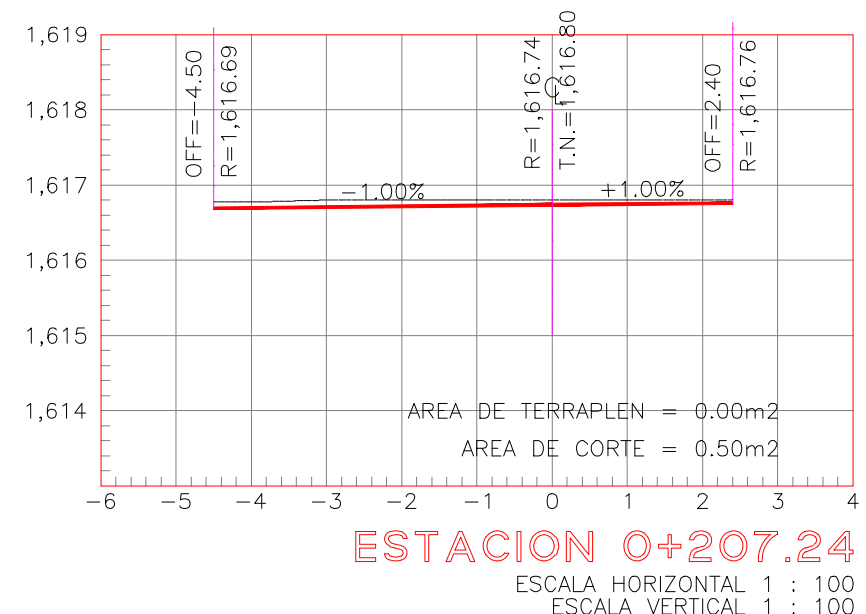 1,619
1,618
1,617
1,616
1,615
1,614
OFF=-4.50
R=1,616.69
R=1,616.74
T.N.=1,616.80
CL
OFF=2.40
R=1,616.76
-1.00%
+1.00%
AREA DE TERRAPLEN = 0.00m2
AREA DE CORTE = 0.50m2
-6 -5 -4 -3 -2 -1 0 1 2 3 4
ESTACION 0+207.24
ESCALA HORIZONTAL 1 : 100
ESCALA VERTICAL 1 : 100